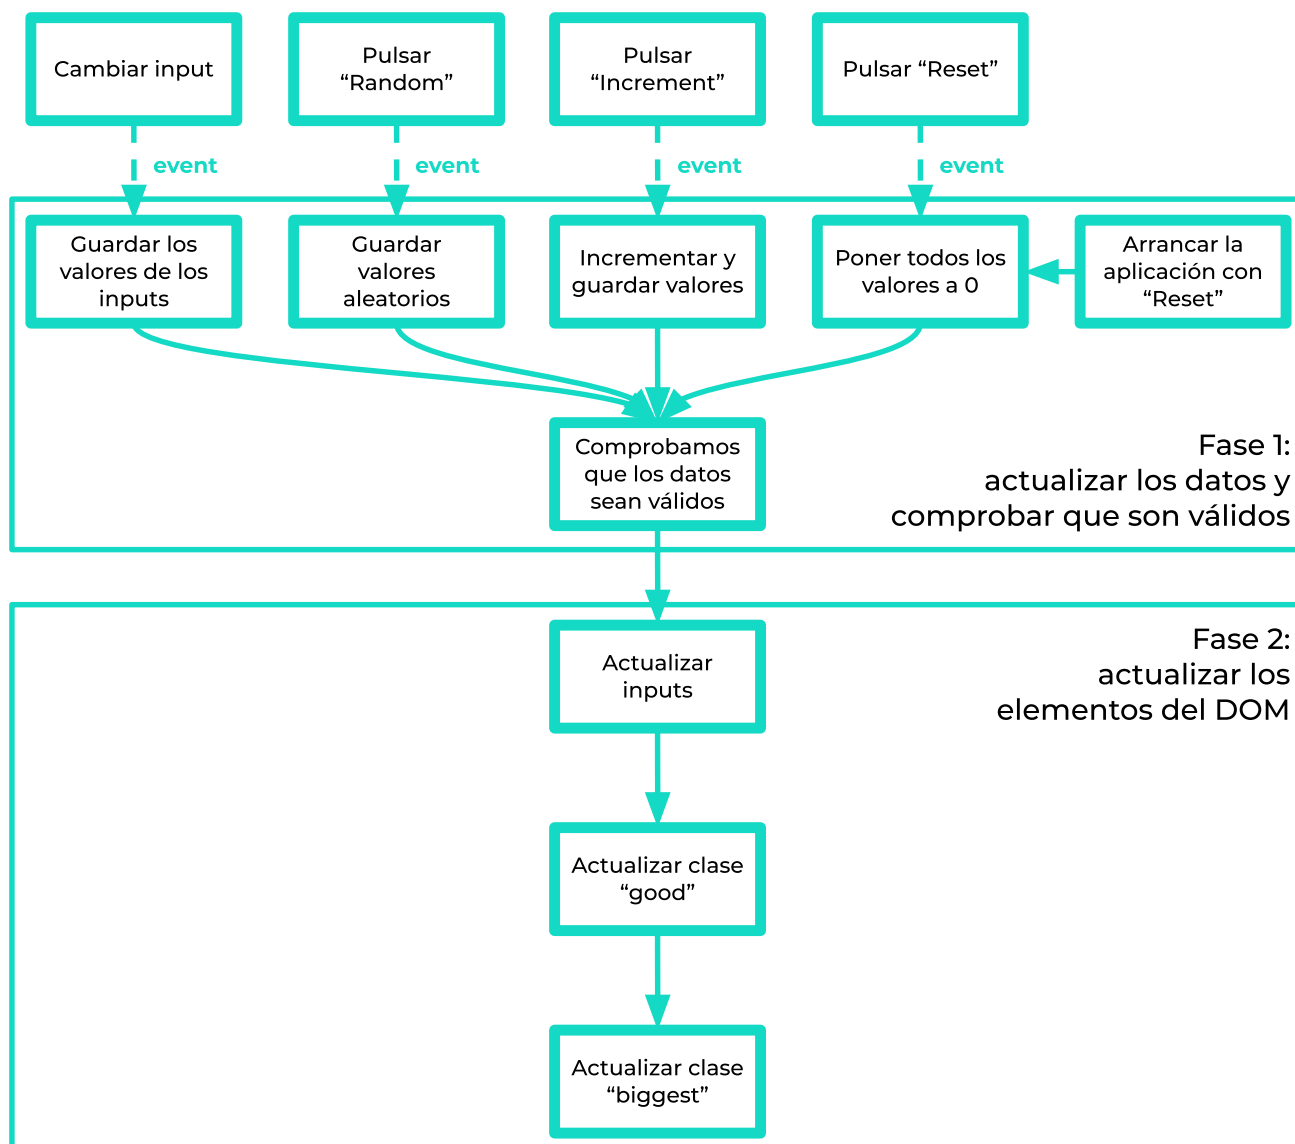 Cambiar input
Pulsar
“Random”
Pulsar
“Increment”
Pulsar “Reset”
event
event
event
event
Guardar los
valores de los
inputs
Guardar
valores
aleatorios
Incrementar y
guardar valores
Poner todos los
valores a 0
Arrancar la
aplicación con
“Reset”
Comprobamos
que los datos
sean válidos
Fase 1:
actualizar los datos y
comprobar que son válidos
Actualizar
inputs
Fase 2:
actualizar los
elementos del DOM
Actualizar clase
“good”
Actualizar clase
“biggest”